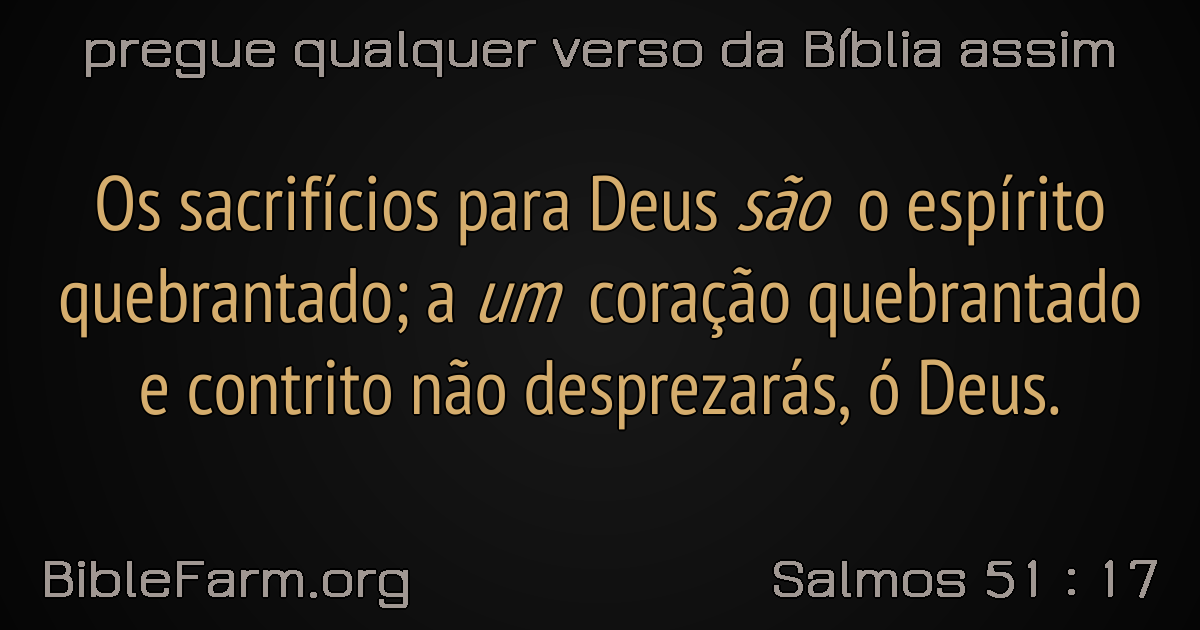 pregue qualquer verso da Bíblia assim
Os sacrifícios para Deus são o espírito
quebrantado; a um coração quebrantado
e contrito não desprezarás, ó Deus.
BibleFarm.org
Salmos 51 : 17